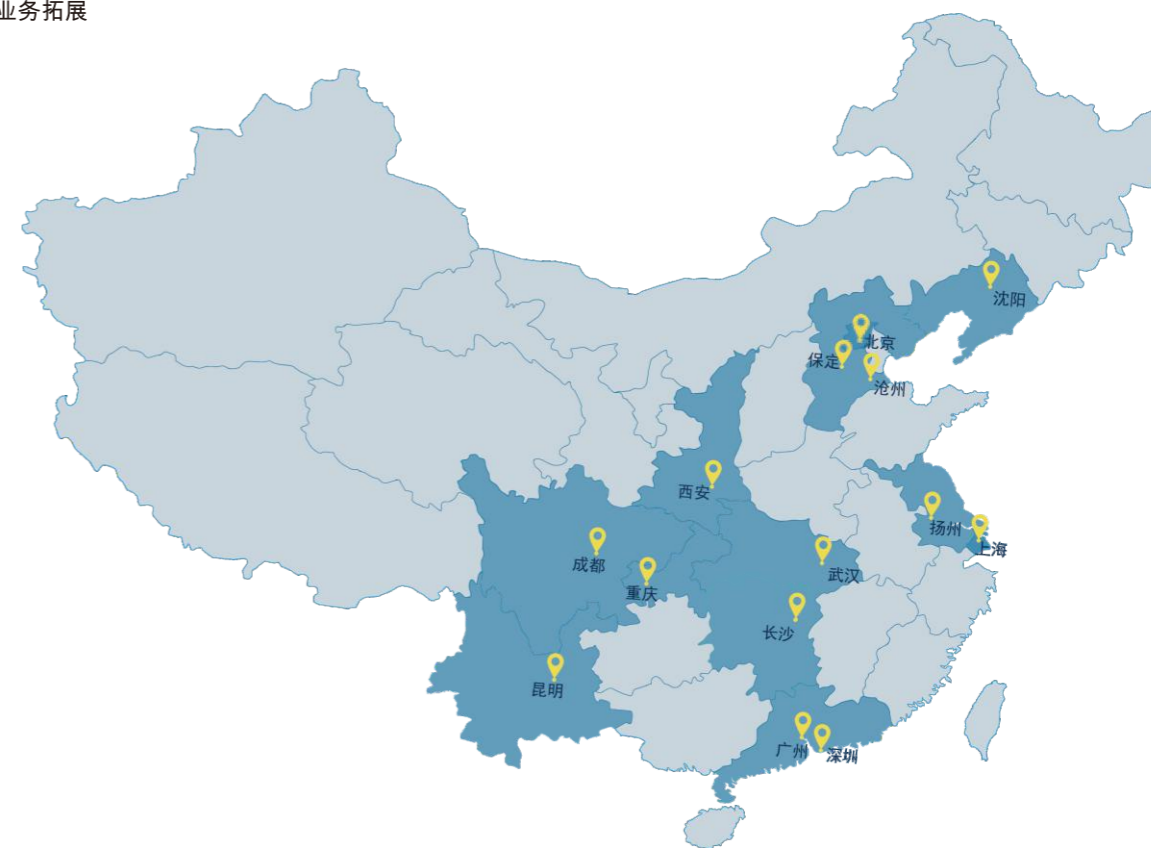 业务拓展
沈阳
北京
保定
沧州
西安
扬州
上海
成都
武汉
重庆
长沙
昆明
广州
深圳